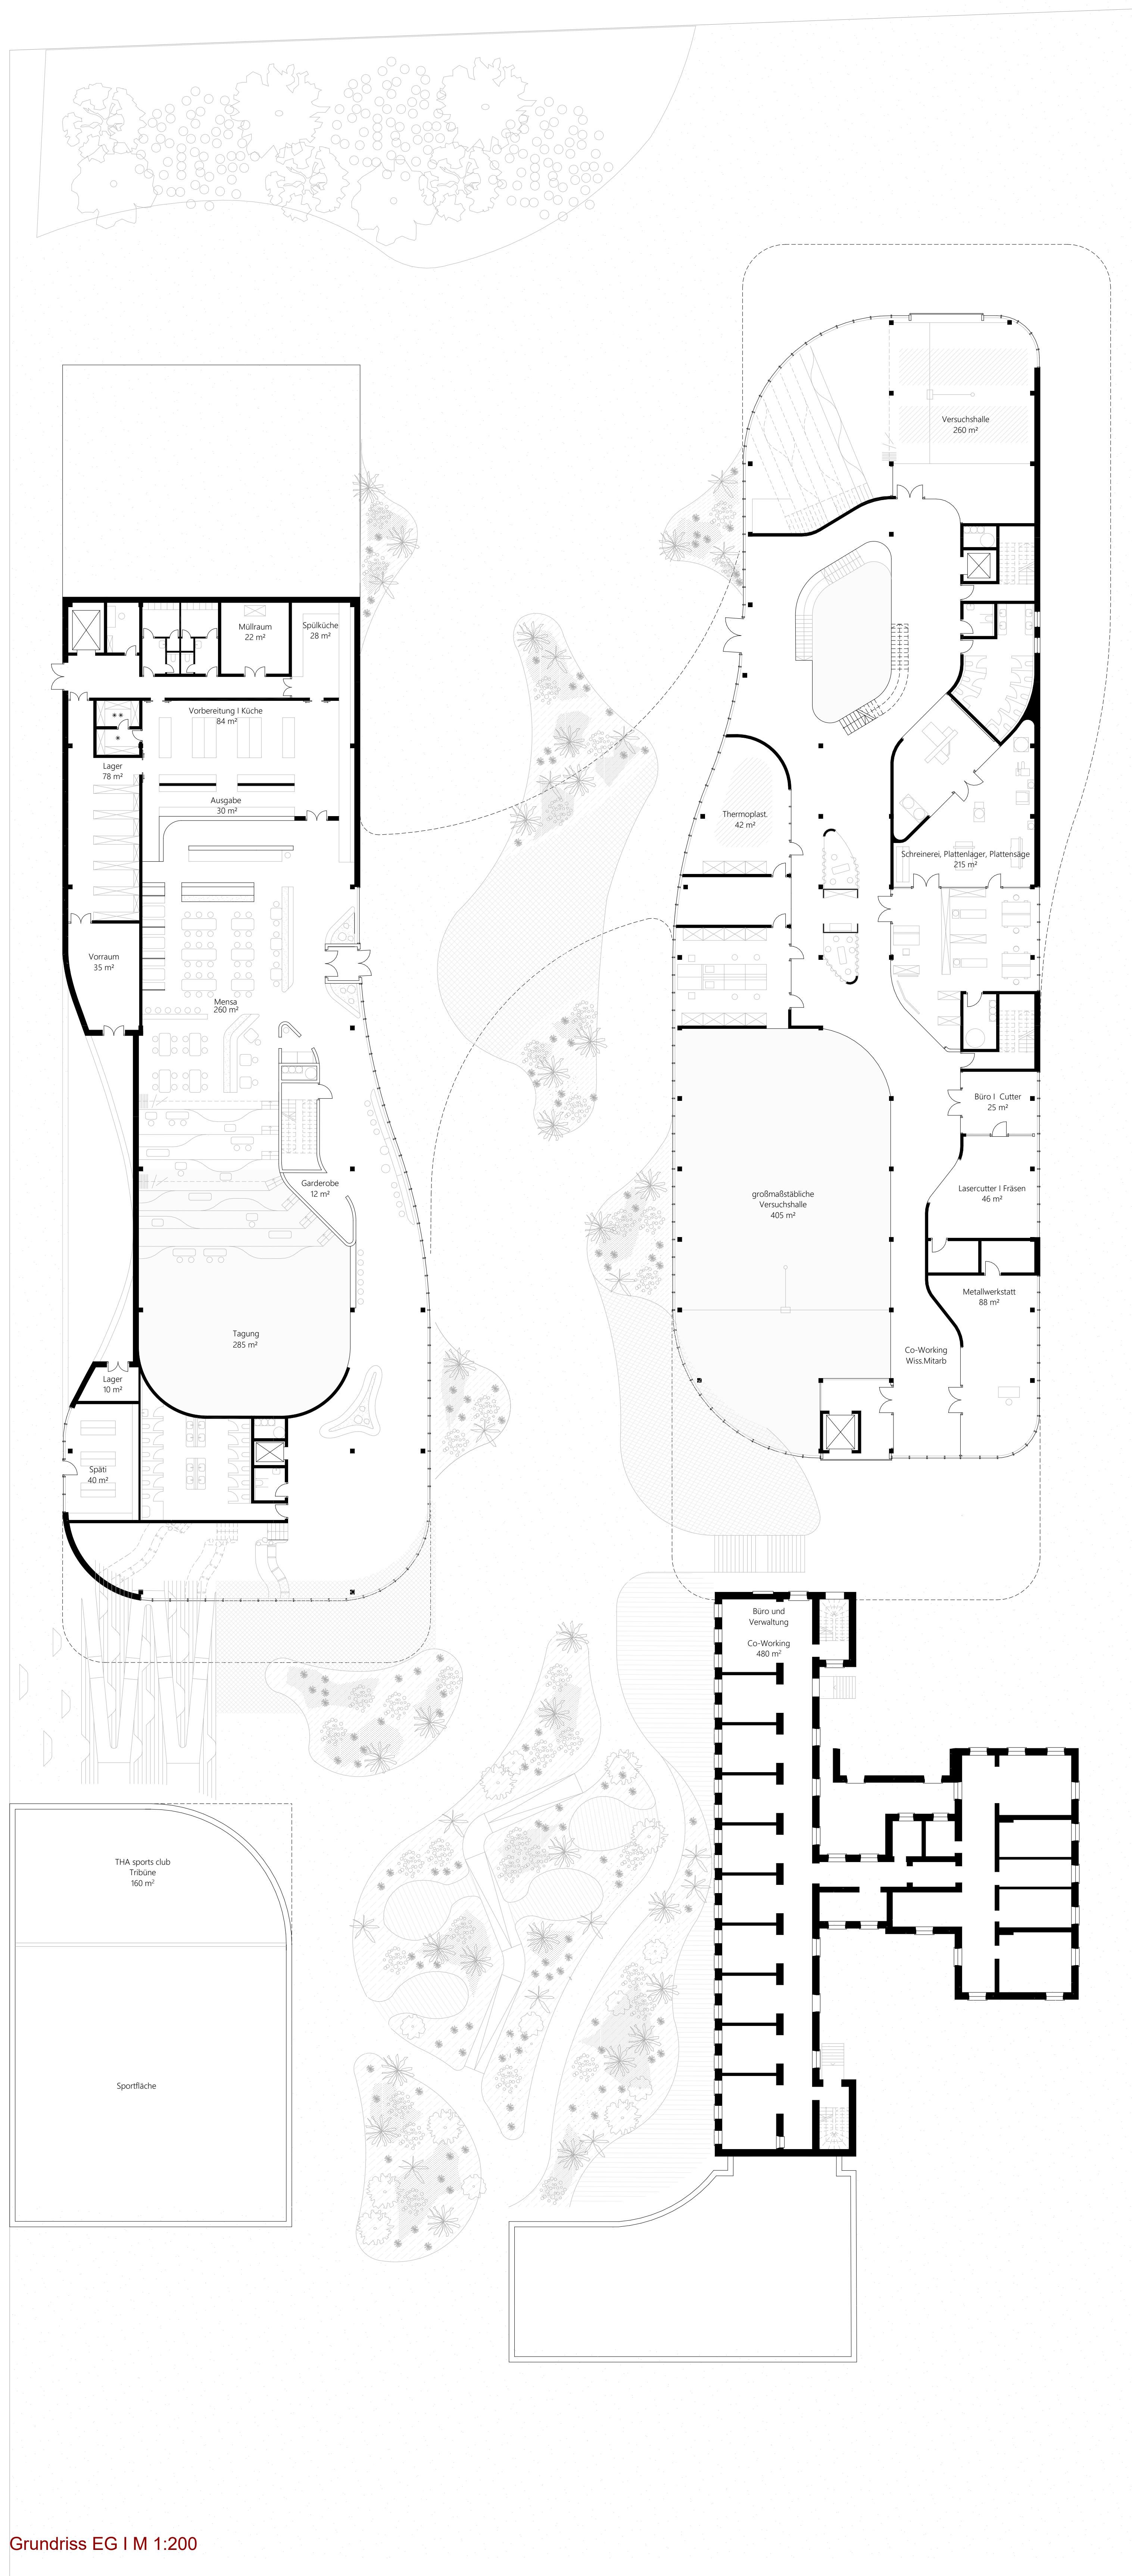 Versuchshalle
260 m²
Müllraum
22 m²
Spülküche
28 m²
Vorbereitung I Küche
84 m²
Lager
78 m²
Ausgabe
30 m²
Thermoplast.
42 m²
Schreinerei, Plattenlager, Plattensäge
215 m²
Vorraum
35 m²
Mensa
260 m²
Büro I Cutter
25 m²
Garderobe
12 m²
großmaßstäbliche
Versuchshalle
405 m²
Lasercutter I Fräsen
46 m²
Metallwerkstatt
88 m²
Tagung
285 m²
Co-Working
Wiss.Mitarb
Lager
10 m²
Späti
40 m²
Büro und
Verwaltung
Co-Working
480 m²
THA sports club
Tribüne
160 m²
Sportfläche
Grundriss EG I M 1:200